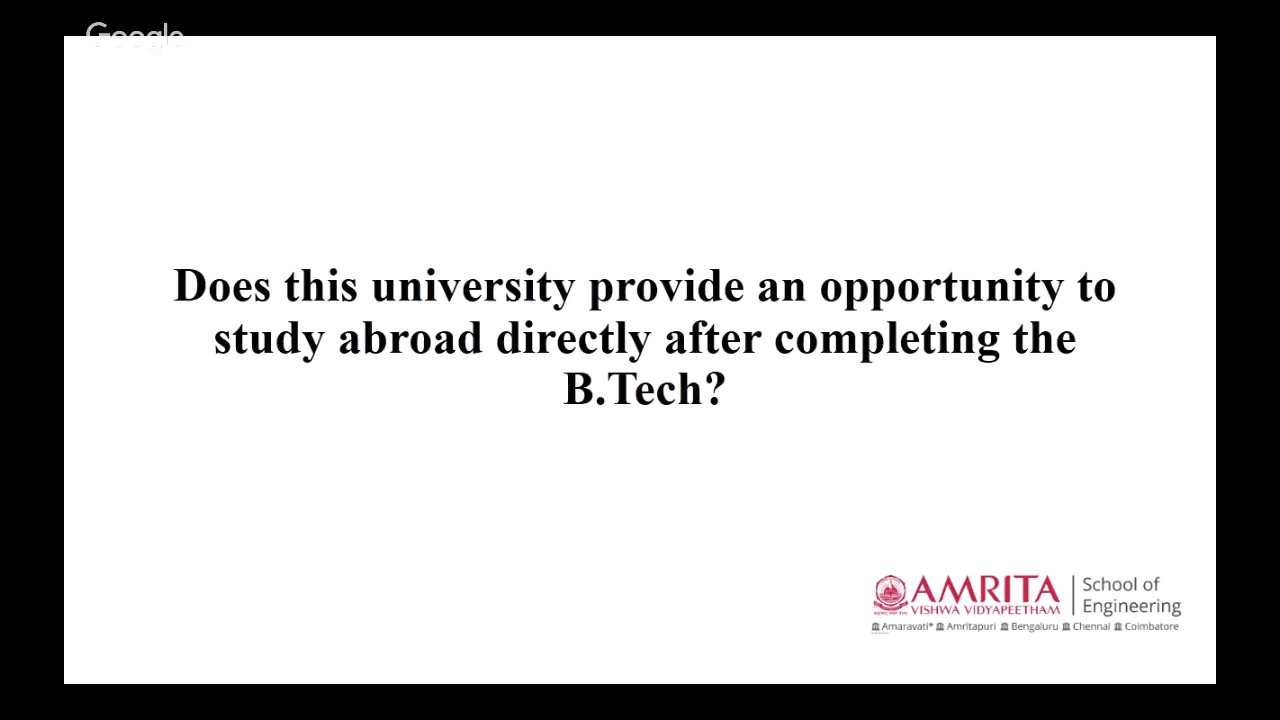 Google
Does this university provide an opportunity to
study abroad directly after completing the
B.Tech?
AMRITA
VISHWA VIDYAPEETHAM
School of
Engineering
Amaravati* Amritapuri Bengaluru Chennai Coimbatore